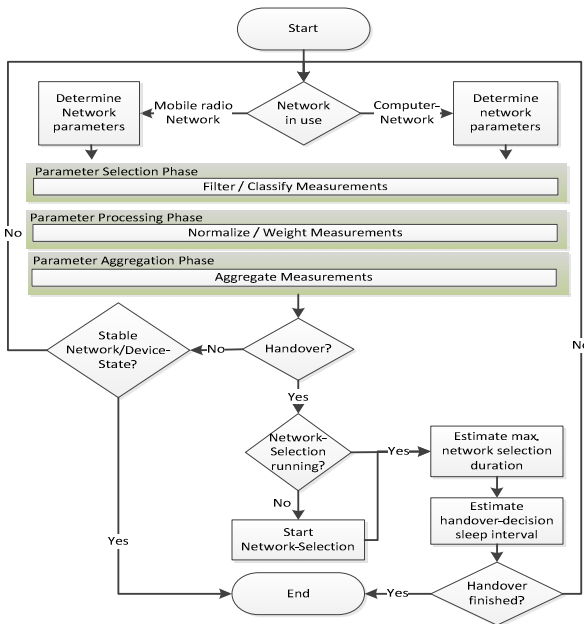 Start
Determine
Network
parameters
Mobile radio
Network
Network
in use
Computer-
Network
Determine
network
parameters
Parameter Selection Phase
Filter / Classify Measurements
Parameter Processing Phase
Normalize / Weight Measurements
No
Parameter Aggregation Phase
Aggregate Measurements
Stable
Network/Device-
State?
No
Handover?
No
Yes
Network-
Selection
running?
Yes
Estimate max.
network selection
duration
No
Start
Network-Selection
Estimate
handover-decision
sleep interval
Yes
End
Yes
Handover
finished?